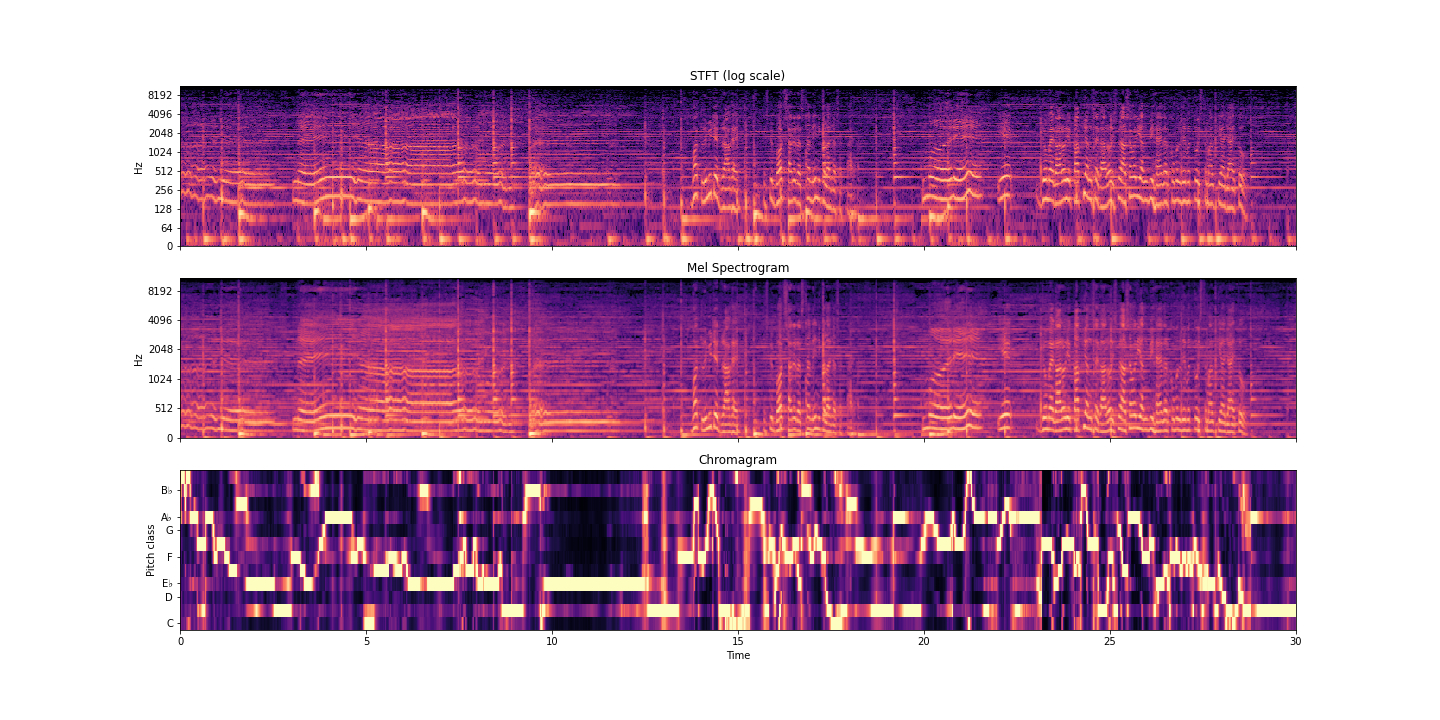 STFT (log scale)
8192
4096
2048
1024
512
256
128
64
0
Hz
Mel Spectrogram
8192
4096
2048
1024
512
0
Hz
Chromagram
B♭
A♭
G
F
E♭
D
C
Pitch class
0 5 10 15 20 25 30
Time